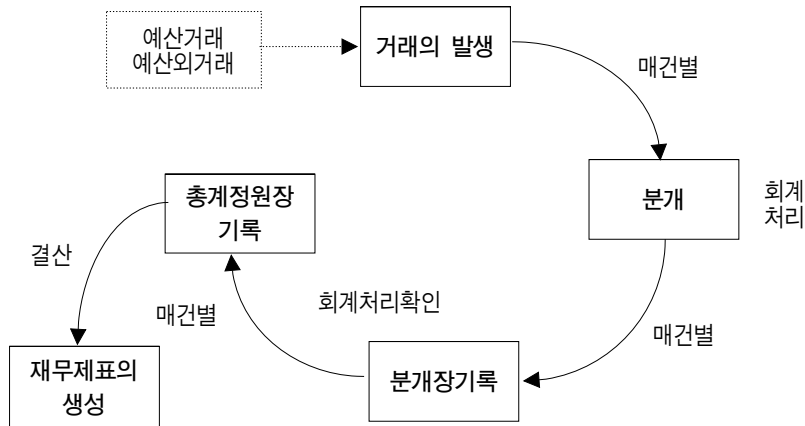 예산거래
예산외거래
거래의 발생
매건별
분개
회계
처리
매건별
분개장기록
회계처리확인
매건별
총계정원장
기록
결산
재무제표의
생성